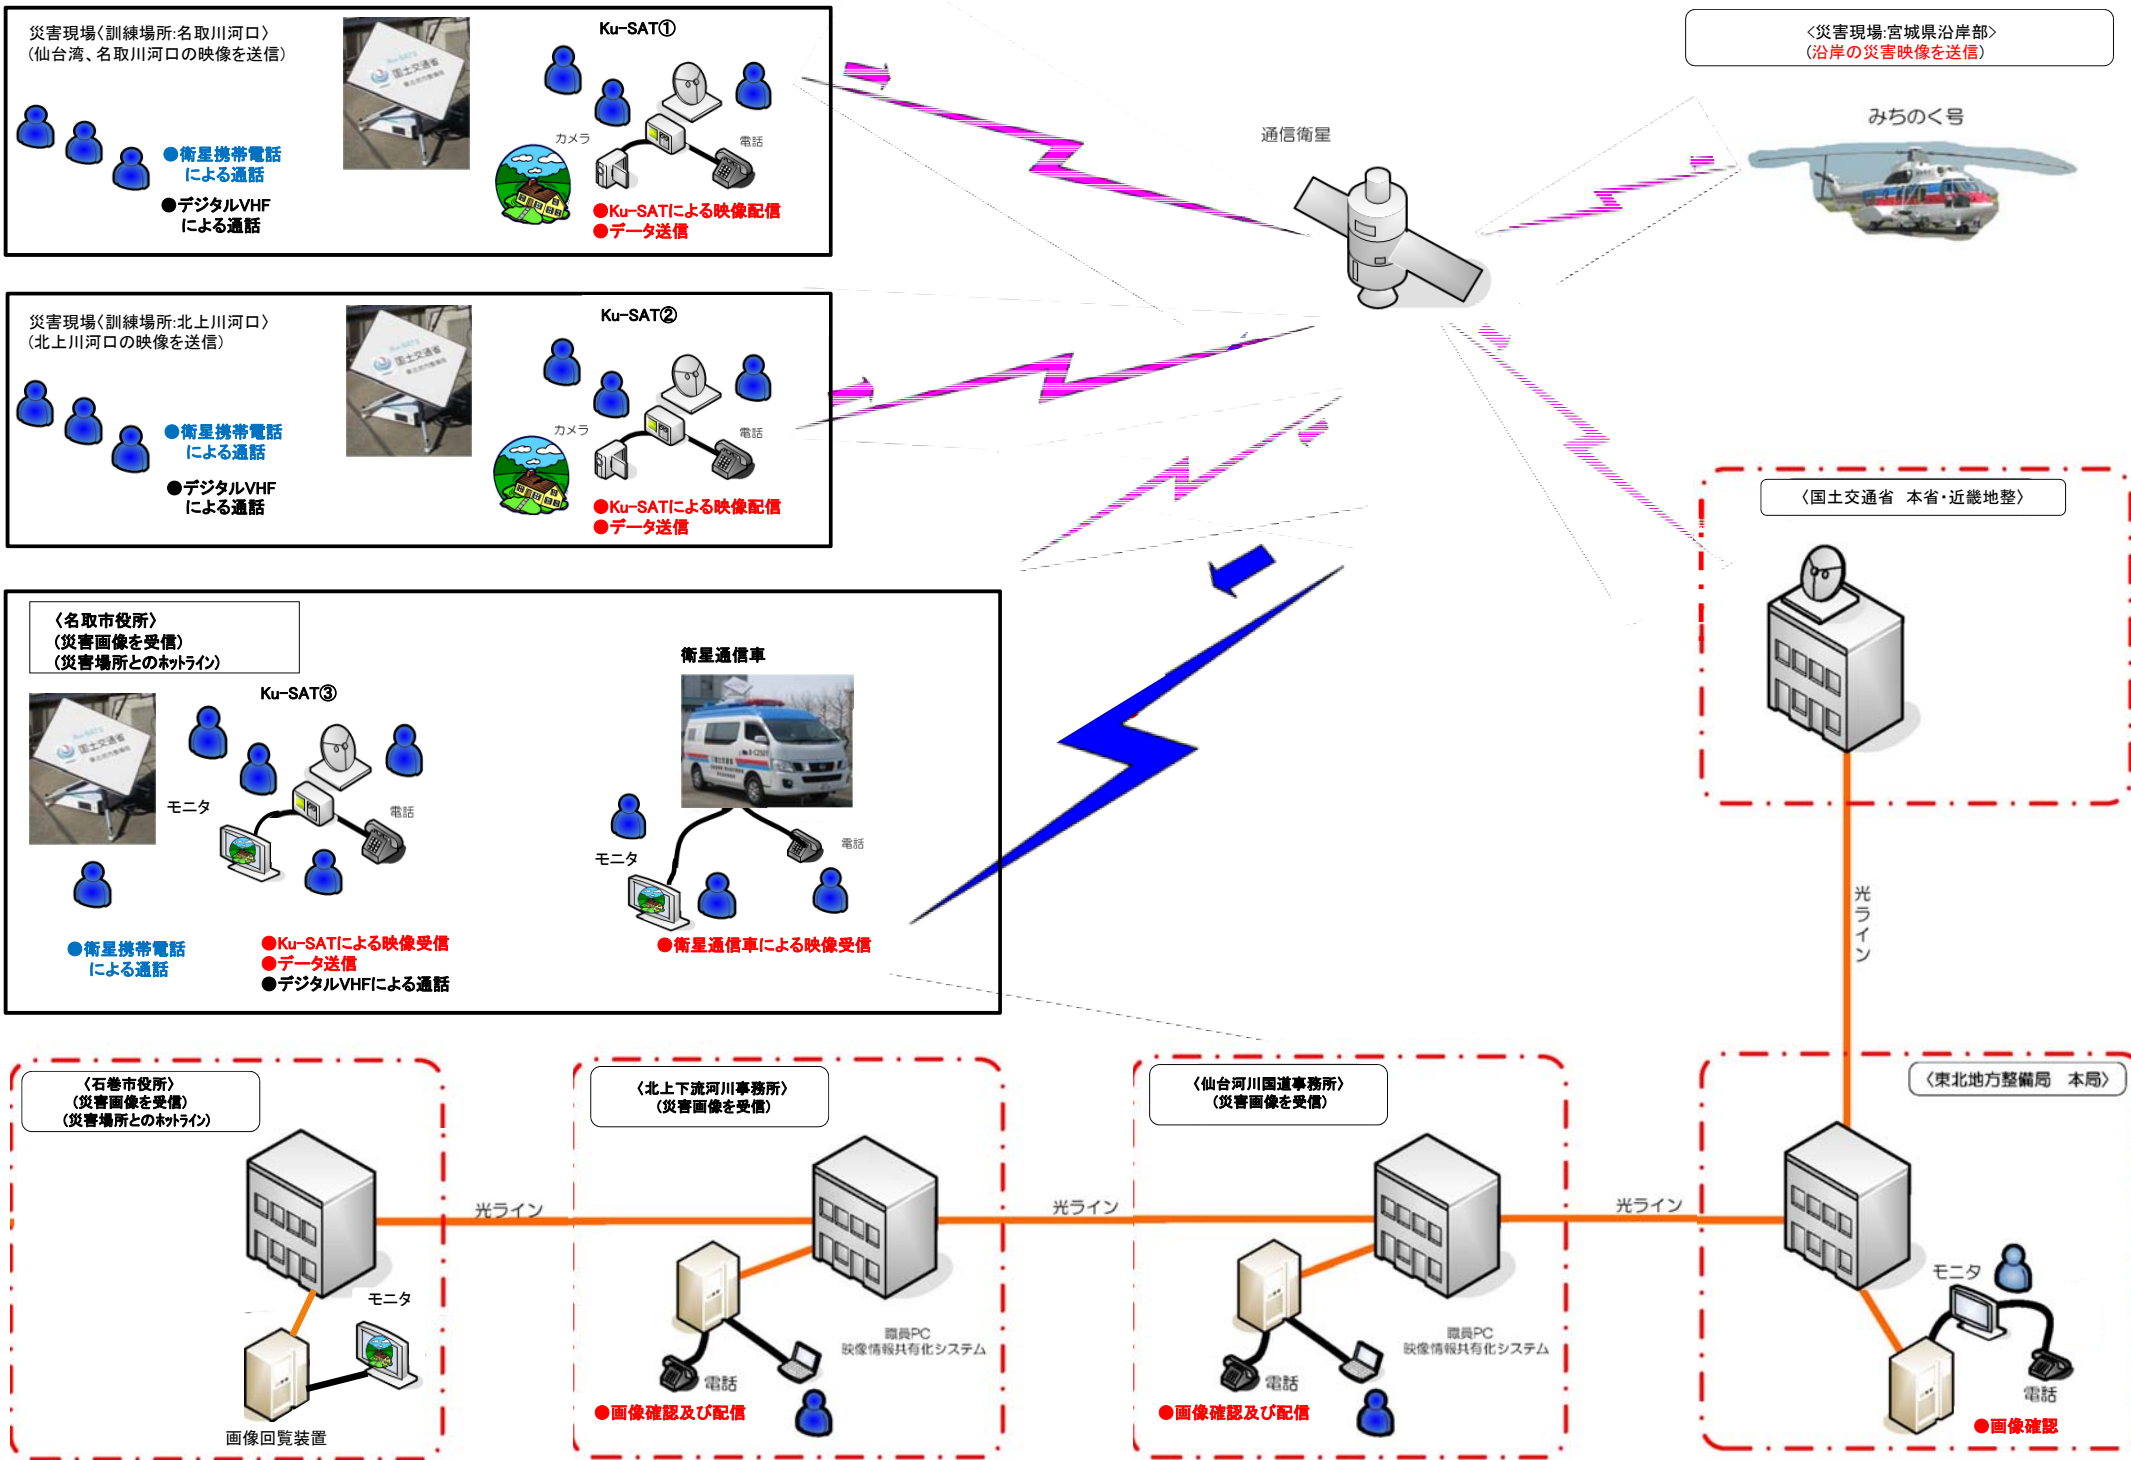 災害現場〈訓練場所:名取川河口〉
(仙台湾、名取川河口の映像を送信)
国土交通省
●衛星携帯電話
による通話
●デジタルVHF
による通話
Ku-SAT①
カメラ
電話
●Ku-SATによる映像配信
●データ送信
通信衛星
<災害現場:宮城県沿岸部>
(沿岸の災害映像を送信)
みちのく号
災害現場〈訓練場所:北上川河口〉
(北上川河口の映像を送信)
国土交通省
●衛星携帯電話
による通話
●デジタルVHF
による通話
Ku-SAT②
カメラ
電話
●Ku-SATによる映像配信
●データ送信
〈国土交通省 本省・近畿地整〉
〈名取市役所〉
(災害画像を受信)
(災害場所とのホットライン)
国土交通省
Ku-SAT③
モニタ
電話
●衛星携帯電話
による通話
●Ku-SATによる映像受信
●データ送信
●デジタルVHFによる通話
衛星通信車
モニタ
電話
●衛星通信車による映像受信
光ライン
〈石巻市役所〉
(災害画像を受信)
(災害場所とのホットライン)
モニタ
画像回覧装置
光ライン
〈北上下流河川事務所〉
(災害画像を受信)
職員PC
映像情報共有化システム
電話
●画像確認及び配信
光ライン
〈仙台河川国道事務所〉
(災害画像を受信)
職員PC
映像情報共有化システム
電話
●画像確認及び配信
光ライン
〈東北地方整備局 本局〉
モニタ
電話
●画像確認